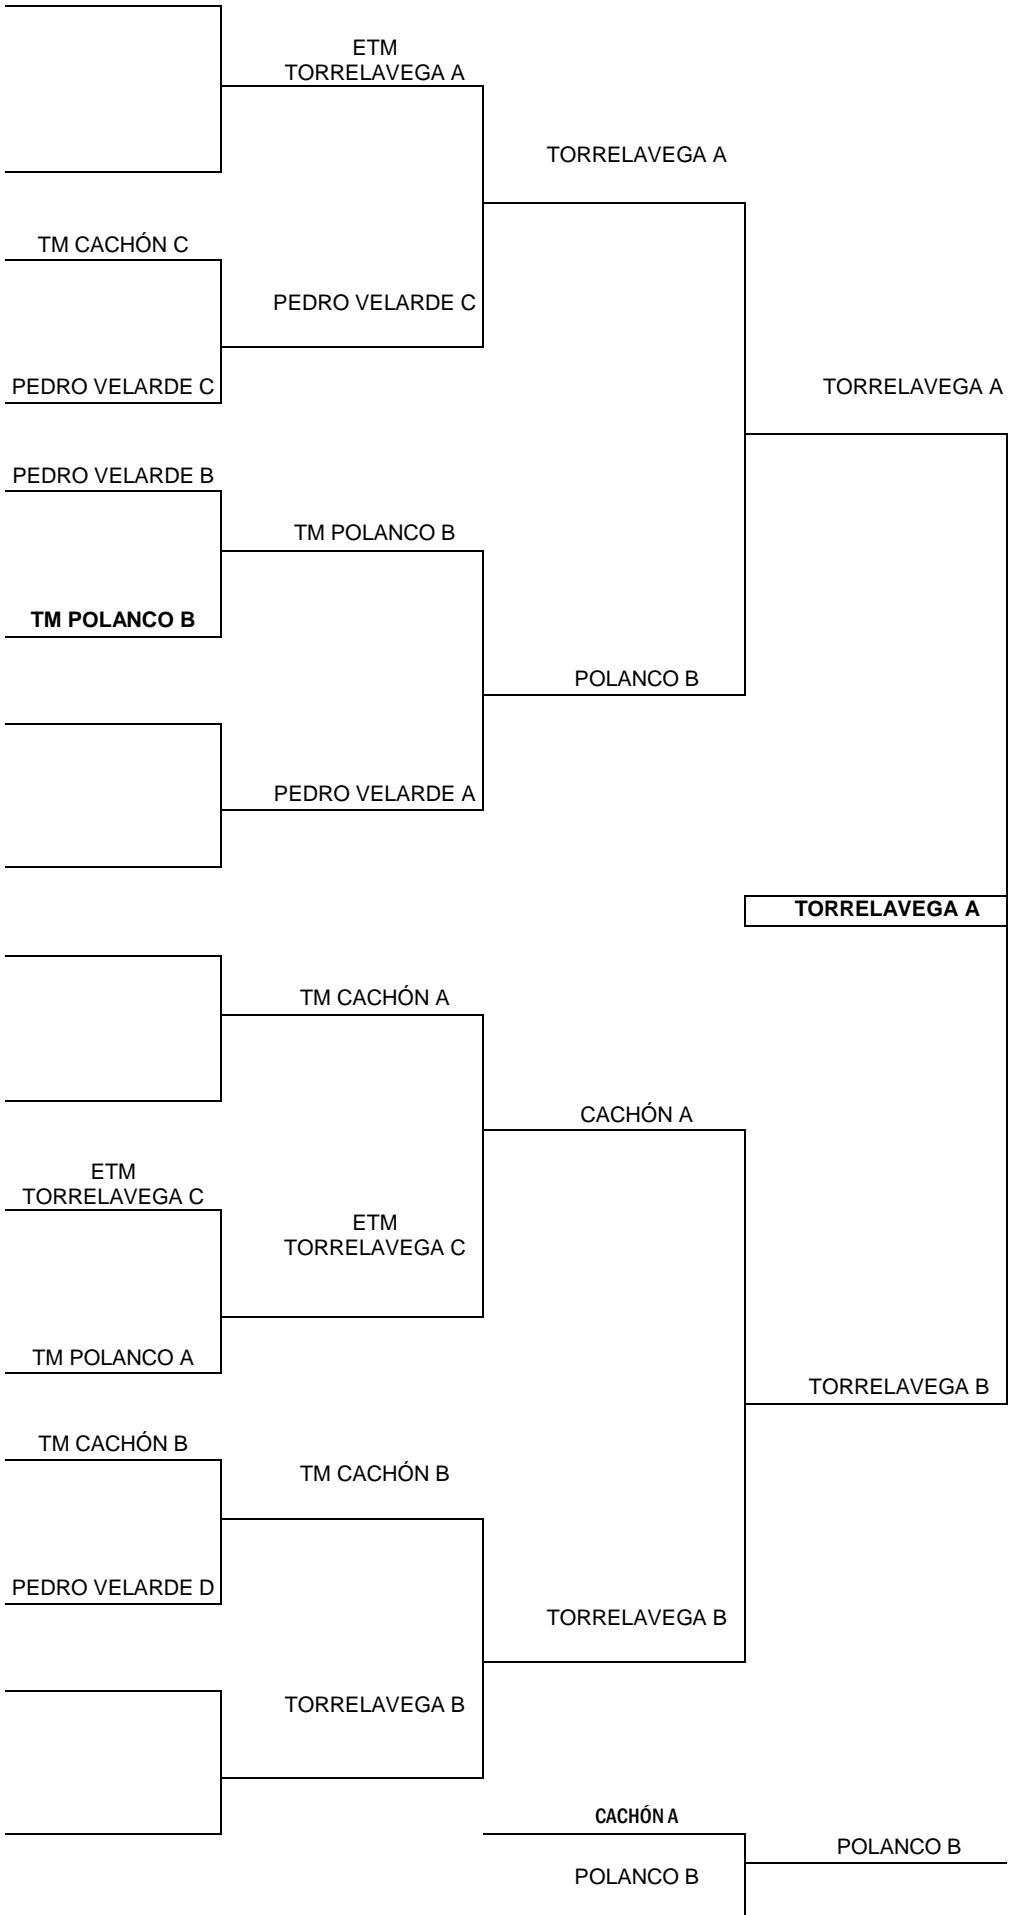 ETM
TORRELAVEGA A
TORRELAVEGA A
TM CACHÓN C
PEDRO VELARDE C
PEDRO VELARDE C
TORRELAVEGA A
PEDRO VELARDE B
TM POLANCO B
TM POLANCO B
POLANCO B
PEDRO VELARDE A
TORRELAVEGA A
TM CACHÓN A
CACHÓN A
ETM
TORRELAVEGA C
ETM
TORRELAVEGA C
TM POLANCO A
TORRELAVEGA B
TM CACHÓN B
TM CACHÓN B
PEDRO VELARDE D
TORRELAVEGA B
TORRELAVEGA B
CACHÓN A
POLANCO B
POLANCO B